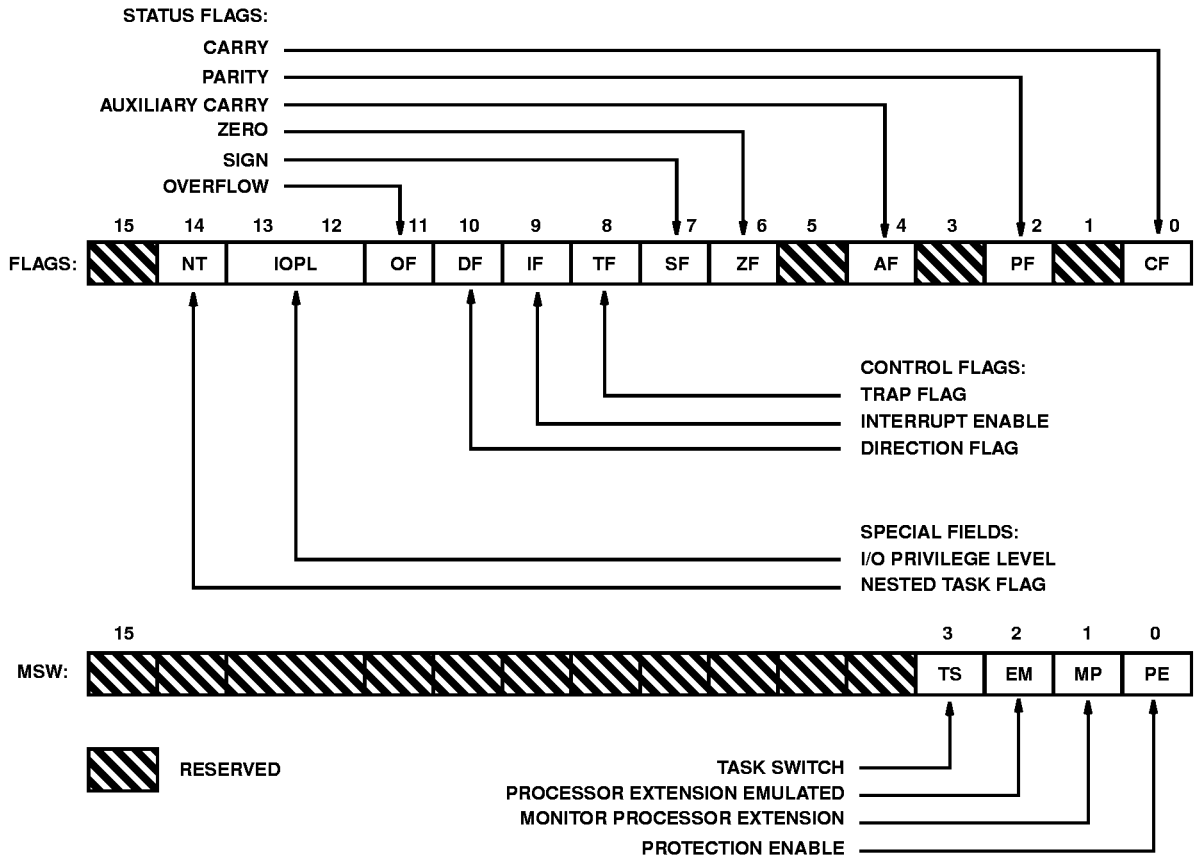 STATUS FLAGS:
CARRY
PARITY
AUXILIARY CARRY
ZERO
SIGN
OVERFLOW
15 14 13 12 11 10 9 8 7 6 5 4 3 2 1 0
FLAGS: NT IOPL OF DF IF TF SF ZF AF PF CF
CONTROL FLAGS:
TRAP FLAG
INTERRUPT ENABLE
DIRECTION FLAG
SPECIAL FIELDS:
I/O PRIVILEGE LEVEL
NESTED TASK FLAG
15 3 2 1 0
MSW: TS EM MP PE
RESERVED
TASK SWITCH
PROCESSOR EXTENSION EMULATED
MONITOR PROCESSOR EXTENSION
PROTECTION ENABLE